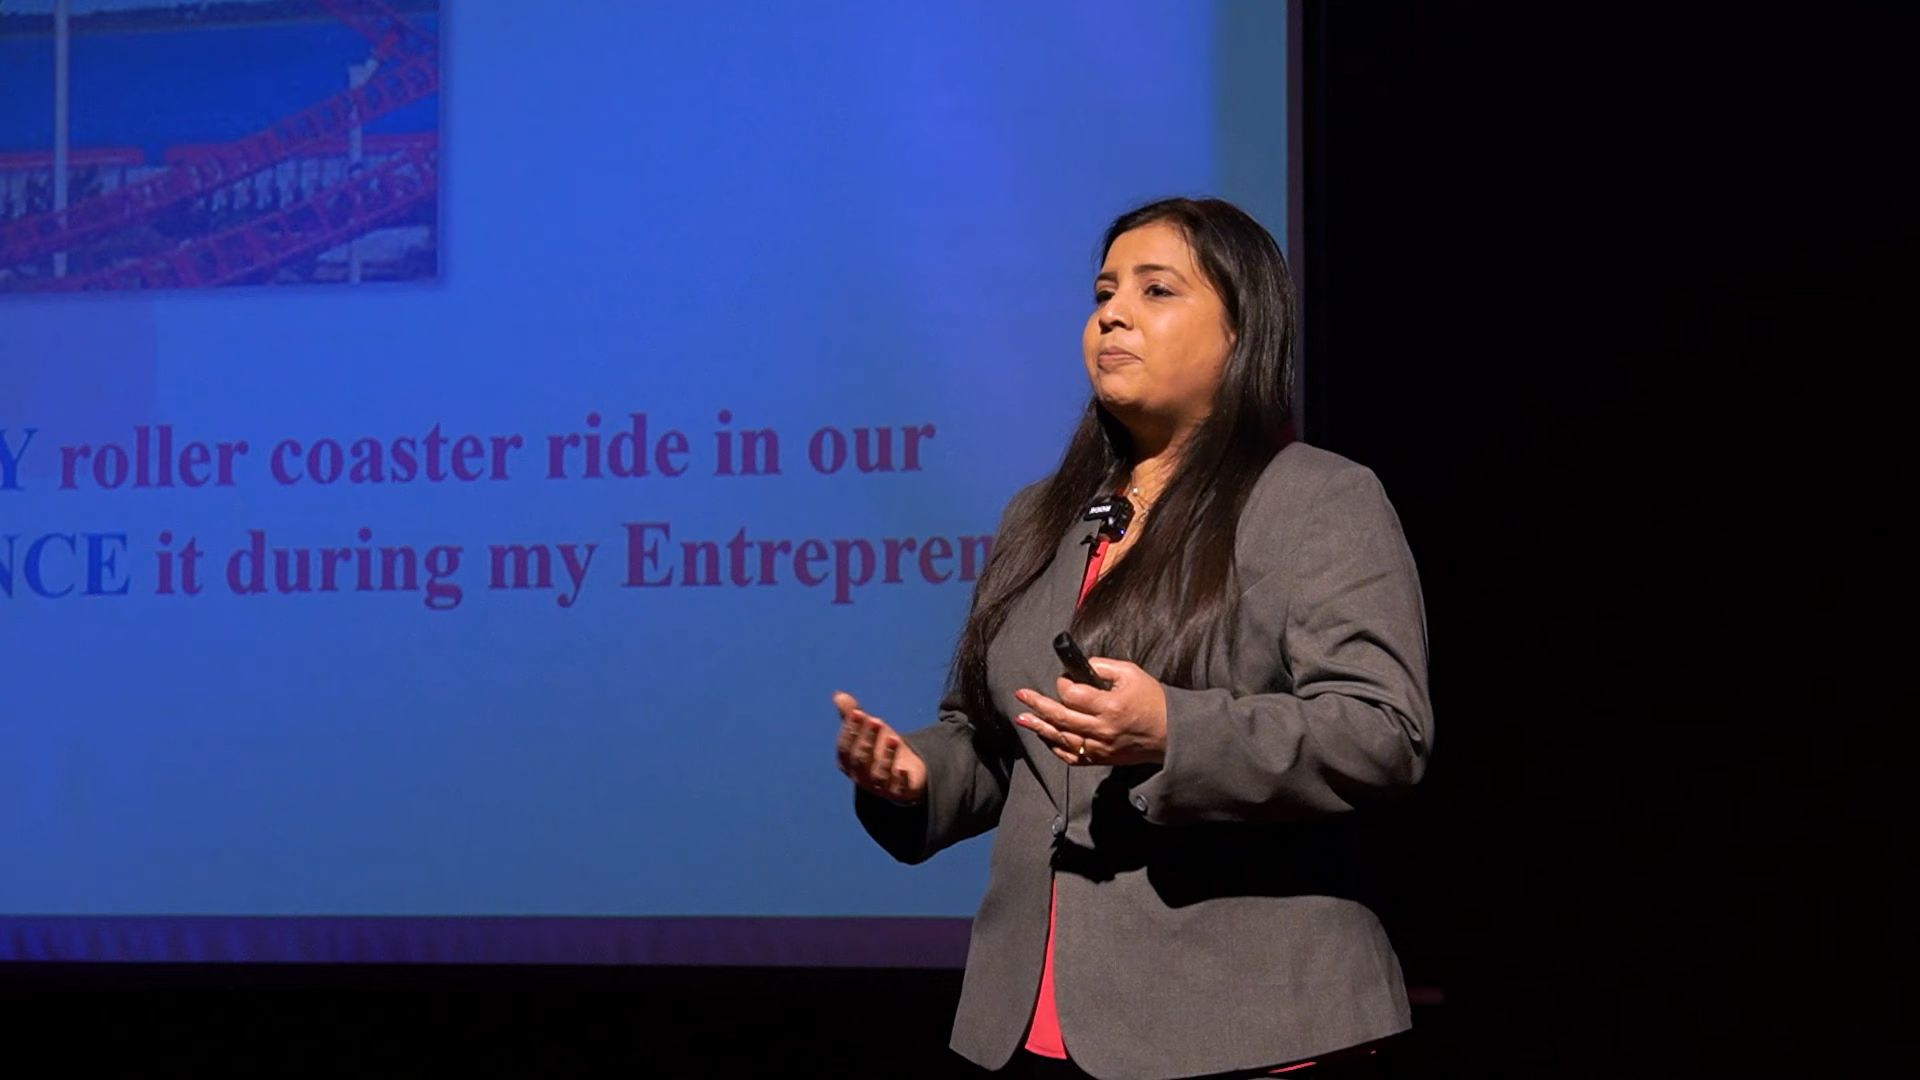 Y roller coaster ride in our
NCE it during my Entrepren